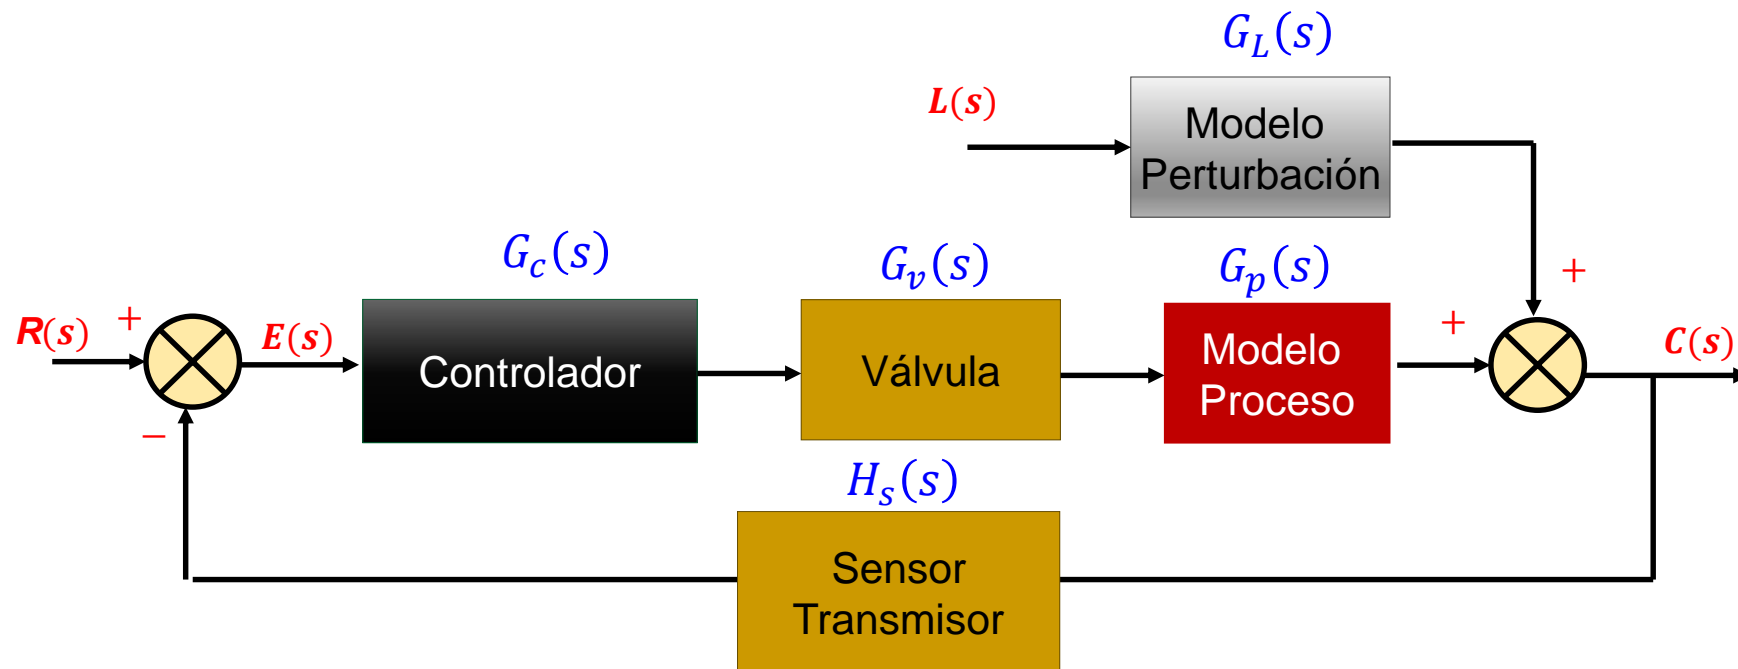 G_L(s)
L(s)
Modelo
Perturbación
G_c(s)
G_v(s)
G_p(s)
+
R(s)
+
E(s)
Controlador
Válvula
Modelo
Proceso
+
C(s)
−
H_s(s)
Sensor
Transmisor